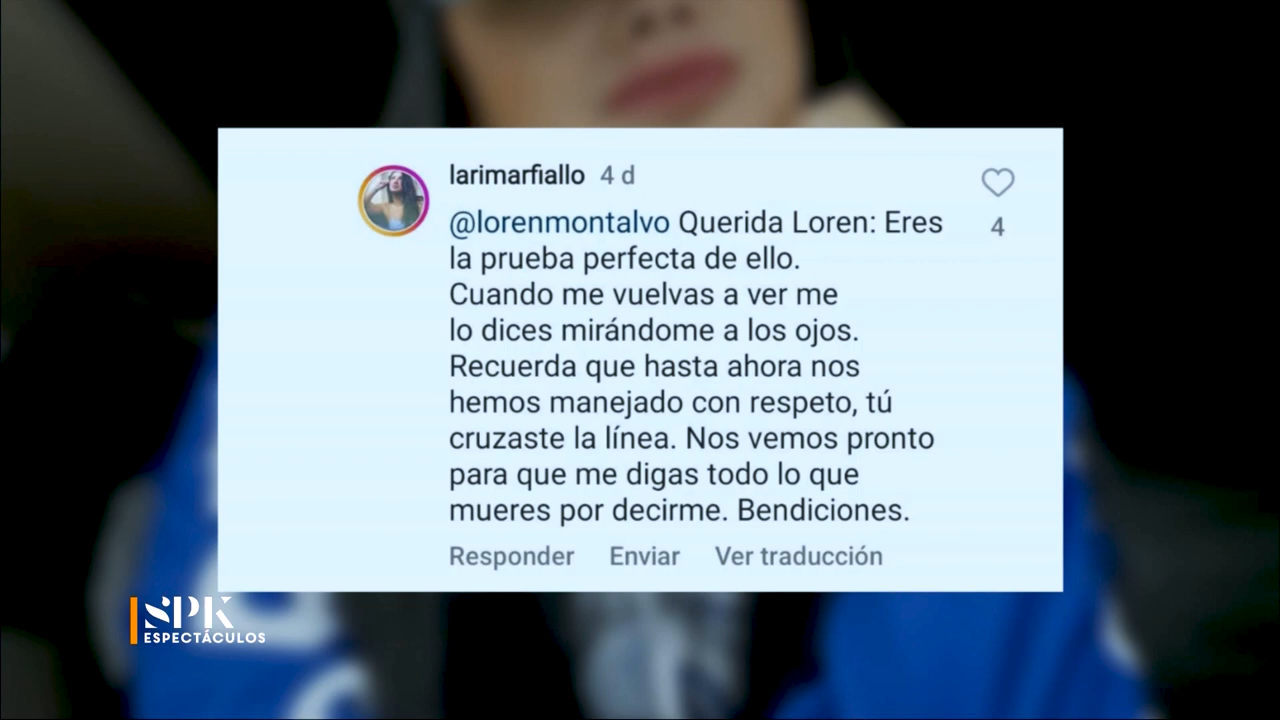 larimarfiallo 4 d
@lorenmontalvo Querida Loren: Eres
la prueba perfecta de ello.
Cuando me vuelvas a ver me
lo dices mirándome a los ojos.
Recuerda que hasta ahora nos
hemos manejado con respeto, tú
cruzaste la línea. Nos vemos pronto
para que me digas todo lo que
mueres por decirme. Bendiciones.
4
Responder Enviar Ver traducción
SPK
ESPECTÁCULOS